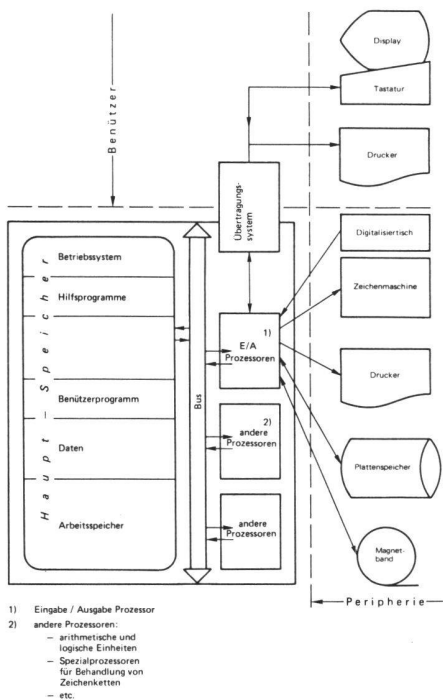 Display
Tastatur
Benützer
Drucker
Übertragungs-
system
Digitalisiertisch
Zeichenmaschine
Haupt - Speicher
Betriebssystem
Hilfsprogramme
Benützerprogramm
Daten
Arbeitsspeicher
Bus
1)
E/A
Prozessoren
2)
andere
Prozessoren
andere
Prozessoren
Drucker
Plattenspeicher
Magnet-
band
Peripherie
1) Eingabe / Ausgabe Prozessor
2) andere Prozessoren:
— arithmetische und
logische Einheiten
— Spezialprozessoren
für Behandlung von
Zeichenketten
— etc.